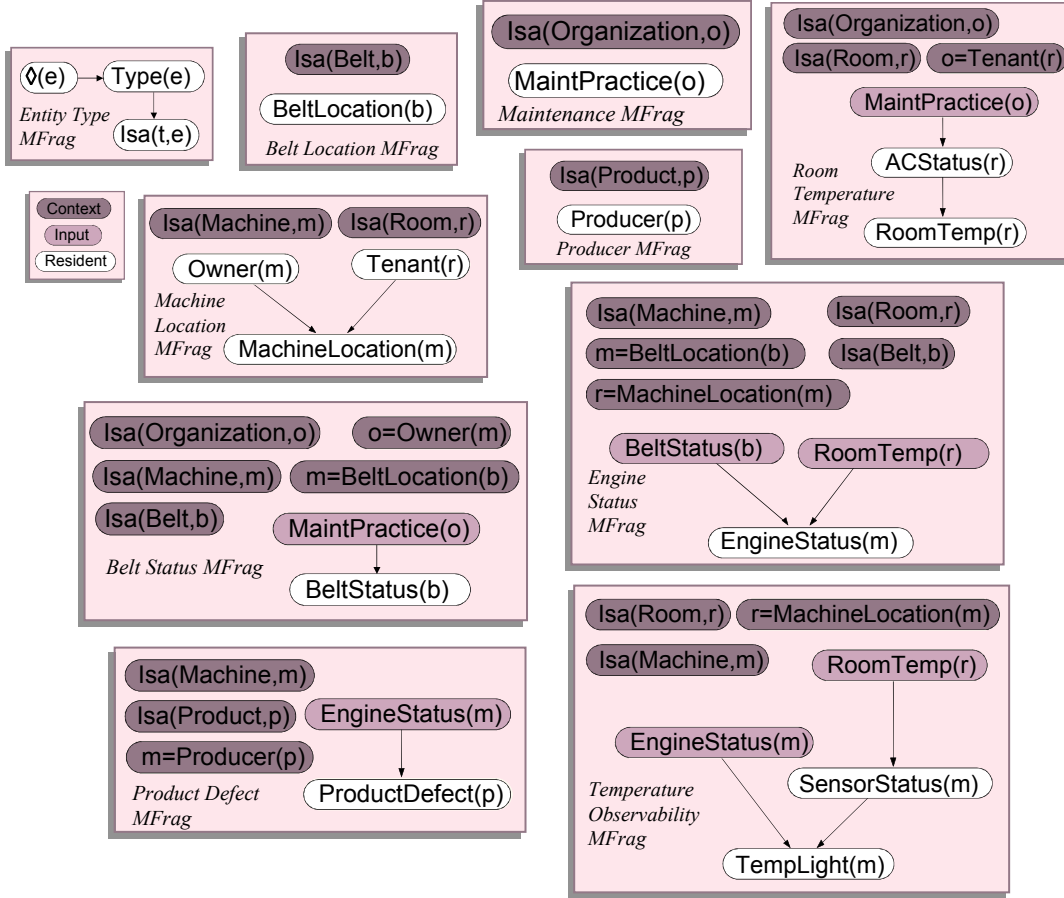 ◊(e)
Type(e)
Isa(t,e)
Entity Type
MFrag
Isa(Belt,b)
BeltLocation(b)
Belt Location MFrag
Isa(Organization,o)
MaintPractice(o)
Maintenance MFrag
Isa(Organization,o)
Isa(Room,r)
o=Tenant(r)
MaintPractice(o)
ACStatus(r)
RoomTemp(r)
Room
Temperature
MFrag
Context
Input
Resident
Isa(Machine,m)
Isa(Room,r)
Owner(m)
Tenant(r)
MachineLocation(m)
Machine
Location
MFrag
Isa(Product,p)
Producer(p)
Producer MFrag
Isa(Machine,m)
Isa(Room,r)
m=BeltLocation(b)
Isa(Belt,b)
r=MachineLocation(m)
BeltStatus(b)
RoomTemp(r)
EngineStatus(m)
Engine
Status
MFrag
Isa(Organization,o)
o=Owner(m)
Isa(Machine,m)
m=BeltLocation(b)
Isa(Belt,b)
MaintPractice(o)
BeltStatus(b)
Belt Status MFrag
Isa(Room,r)
r=MachineLocation(m)
Isa(Machine,m)
RoomTemp(r)
EngineStatus(m)
SensorStatus(m)
TempLight(m)
Temperature
Observability
MFrag
Isa(Machine,m)
Isa(Product,p)
EngineStatus(m)
m=Producer(p)
ProductDefect(p)
Product Defect
MFrag